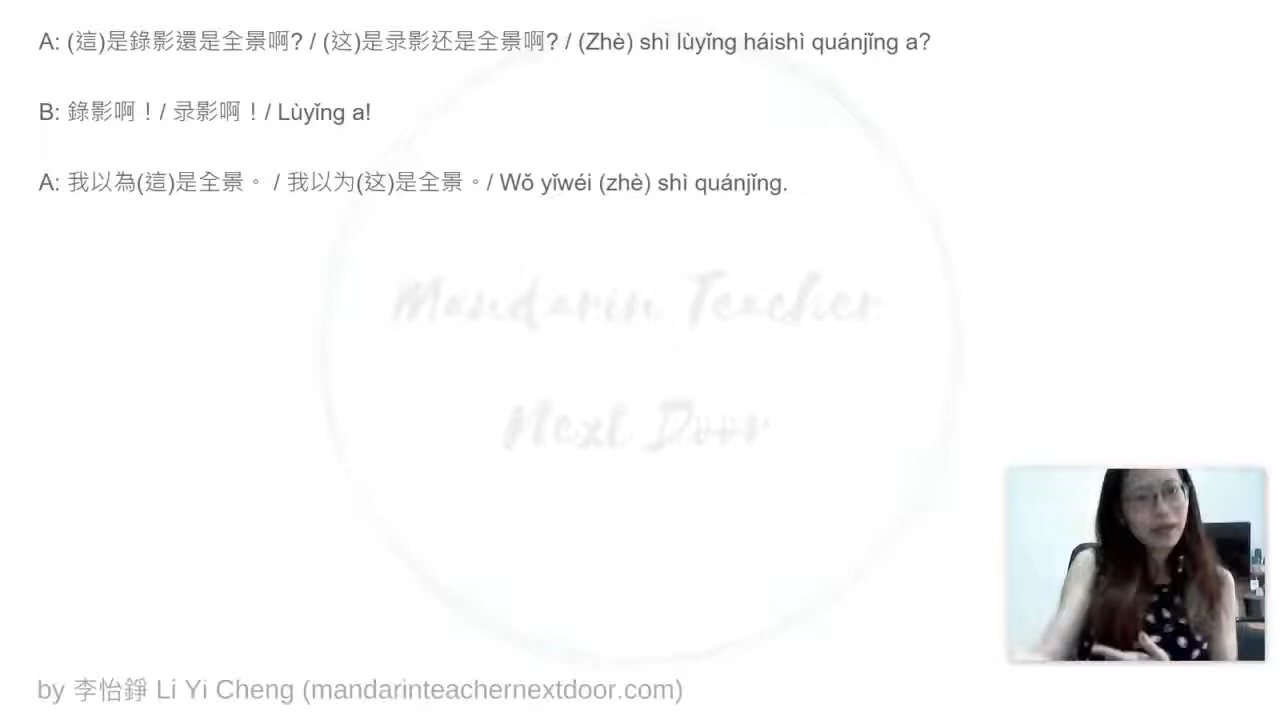 A: (這)是錄影還是全景啊? / (这)是录影还是全景啊? / (Zhè) shì lùyǐng háishì quánjǐng a?
B: 錄影啊！/ 录影啊！/ Lùyǐng a!
A: 我以為(這)是全景。 / 我以为(这)是全景。/ Wǒ yǐwéi (zhè) shì quánjǐng.
Mandarin Teacher
Next Door
by 李怡錚 Li Yi Cheng (mandarinteachernextdoor.com)